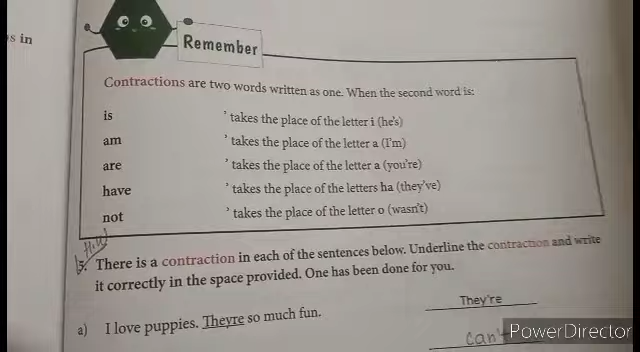 s in
Remember
Contractions are two words written as one. When the second word is:
is ' takes the place of the letter i (he's)
am ' takes the place of the letter a (I'm)
are ' takes the place of the letter a (you're)
have ' takes the place of the letters ha (they've)
not ' takes the place of the letter o (wasn't)
H.W
5. There is a contraction in each of the sentences below. Underline the contraction and write
it correctly in the space provided. One has been done for you.
a) I love puppies. Theyre so much fun. They're
can't
PowerDirector